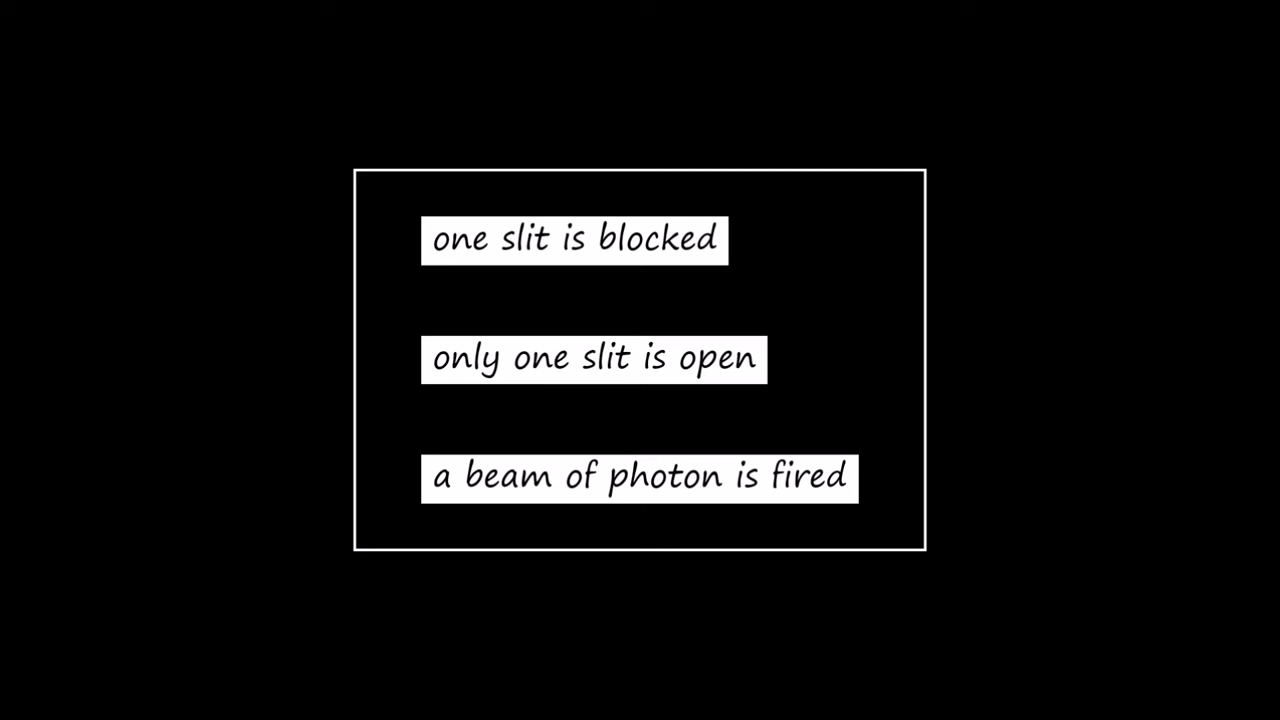 one slit is blocked
only one slit is open
a beam of photon is fired